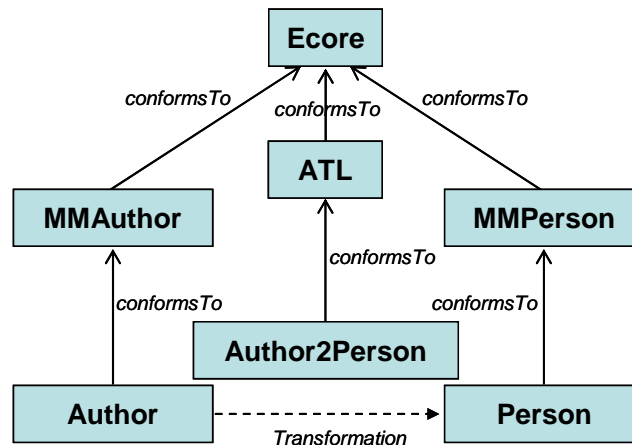 Ecore
conformsTo
conformsTo
conformsTo
ATL
MMAuthor
MMPerson
conformsTo
conformsTo
conformsTo
Author2Person
Author
Person
Transformation